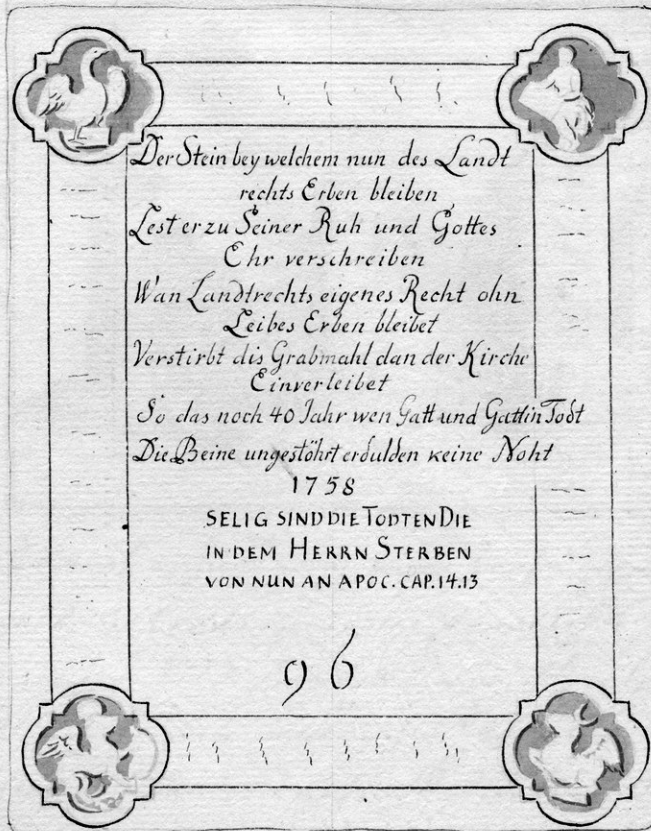 Der Stein bey welchem nun des Landt
rechts Erben bleiben
Lest er zu Seiner Ruh und Gottes
Ehr verschreiben
Wan Landtrechts eigenes Recht ohn
Leibes Erben bleibet
Verstirbt dis Grabmahl dan der Kirche
Einverleibet
So das noch 40 Jahr wen Gatt und Gattin Todt
Die Beine ungestöhrt erdulden keine Noht
1758
SELIG SIND DIE TODTEN DIE
IN DEM HERRN STERBEN
VON NUN AN APOC. CAP. 14.13
96